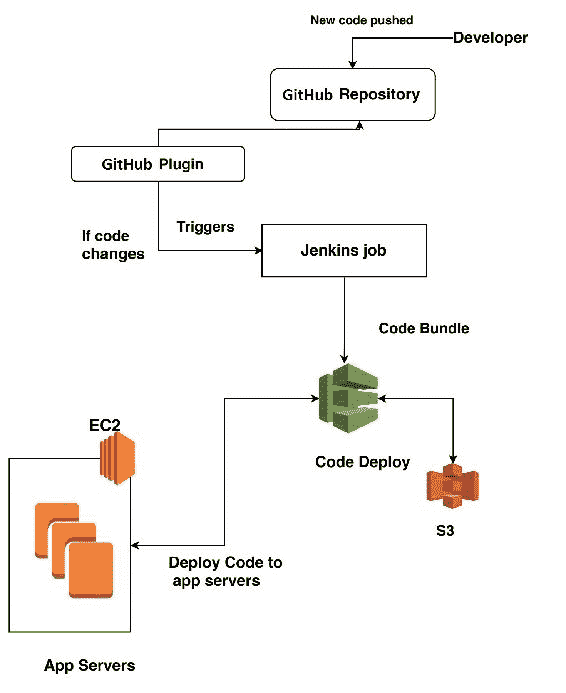 New code pushed
Developer
GitHub Repository
GitHub Plugin
Triggers
If code
changes
Jenkins job
Code Bundle
EC2
Code Deploy
S3
Deploy Code to
app servers
App Servers